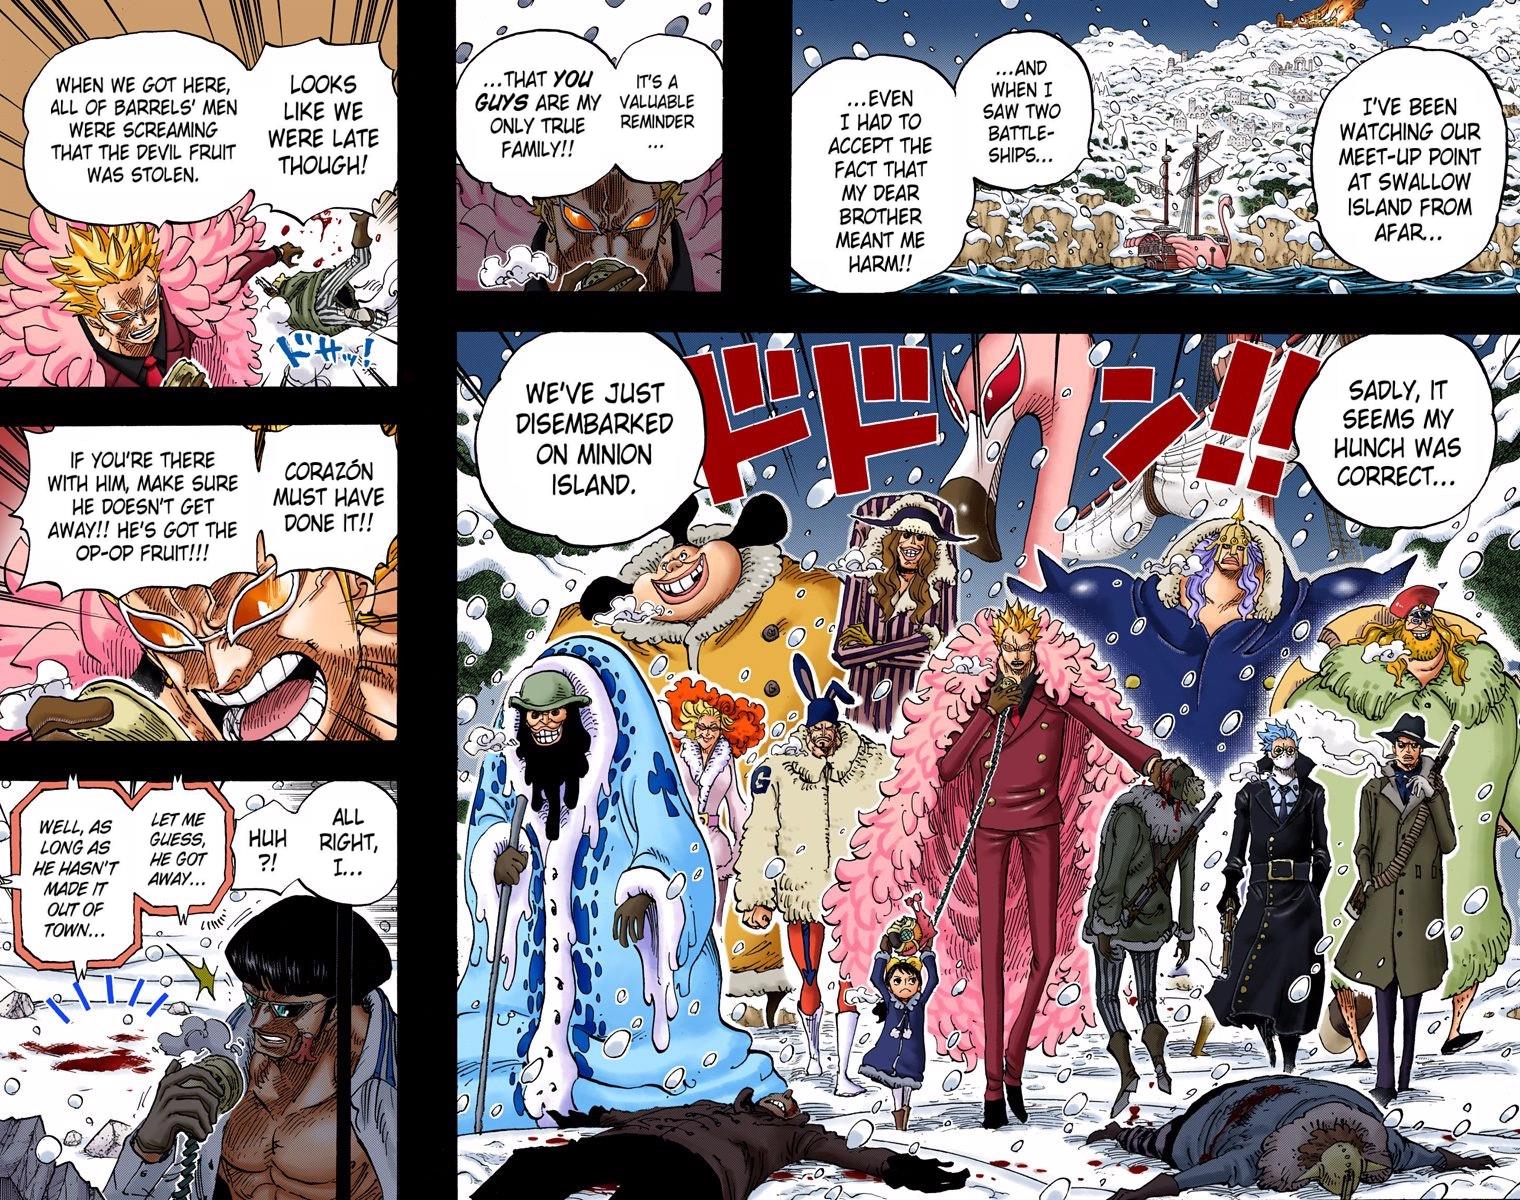 I'VE BEEN
WATCHING OUR
MEET-UP POINT
AT SWALLOW
ISLAND FROM
AFAR...
...AND
WHEN I
SAW TWO
BATTLE-
SHIPS...
...EVEN
I HAD TO
ACCEPT THE
FACT THAT
MY DEAR
BROTHER
MEANT ME
HARM!!
IT'S A
VALUABLE
REMINDER
...
...THAT YOU
GUYS ARE MY
ONLY TRUE
FAMILY!!
SADLY, IT
SEEMS MY
HUNCH WAS
CORRECT...
ドドン!!
WE'VE JUST
DISEMBARKED
ON MINION
ISLAND.
G
LOOKS
LIKE WE
WERE LATE
THOUGH!
WHEN WE GOT HERE,
ALL OF BARRELS' MEN
WERE SCREAMING
THAT THE DEVIL FRUIT
WAS STOLEN.
ドサッ!
CORAZÓN
MUST HAVE
DONE IT!!
IF YOU'RE THERE
WITH HIM, MAKE SURE
HE DOESN'T GET
AWAY!! HE'S GOT THE
OP-OP FRUIT!!!
ALL
RIGHT,
I...
HUH
?!
LET ME
GUESS,
HE GOT
AWAY...
WELL, AS
LONG AS
HE HASN'T
MADE IT
OUT OF
TOWN...